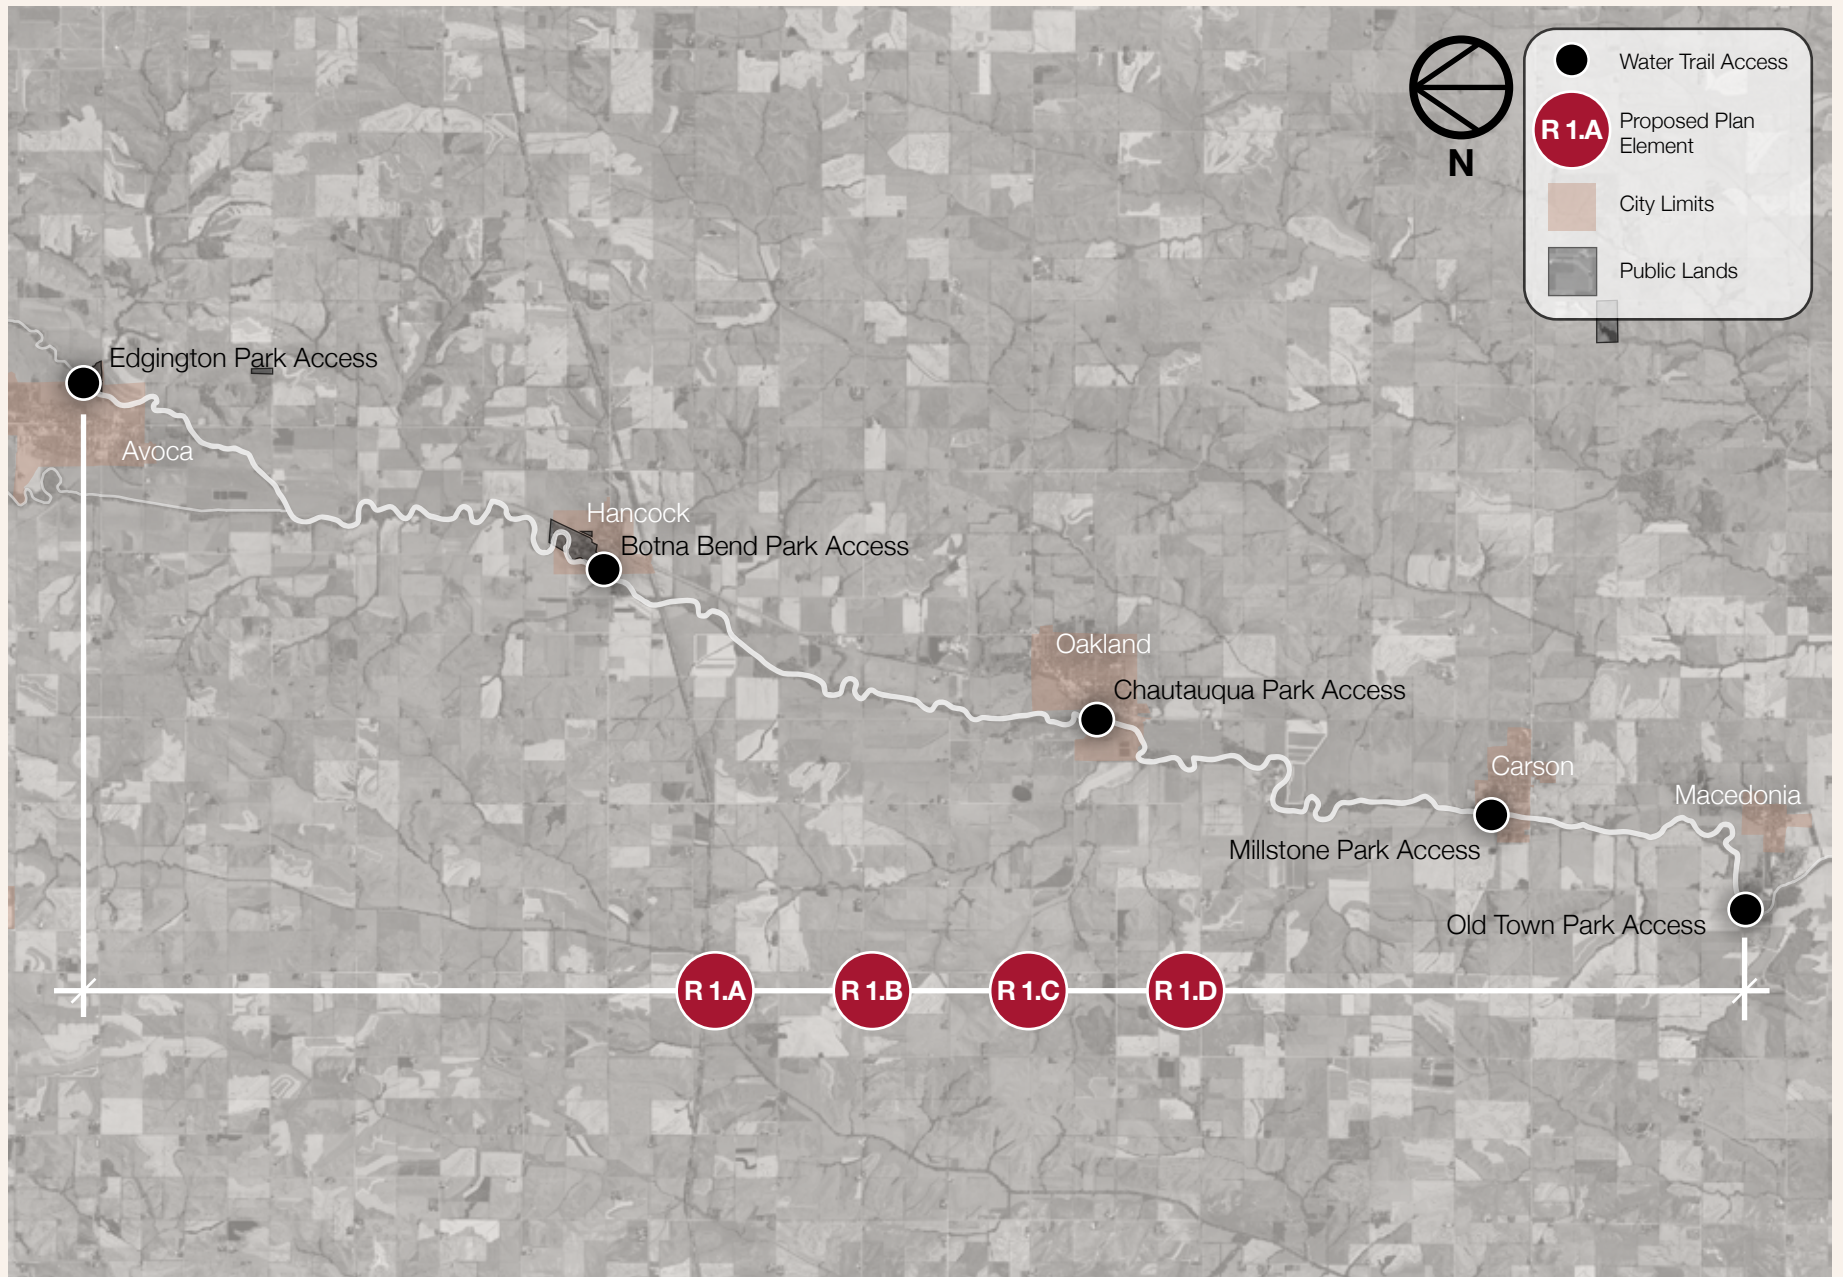 Water Trail Access
R 1.A
Proposed Plan
Element
N
City Limits
Public Lands
Edgington Park Access
Avoca
Hancock
Botna Bend Park Access
Oakland
Chautauqua Park Access
Carson
Macedonia
Millstone Park Access
Old Town Park Access
R 1.A
R 1.B
R 1.C
R 1.D